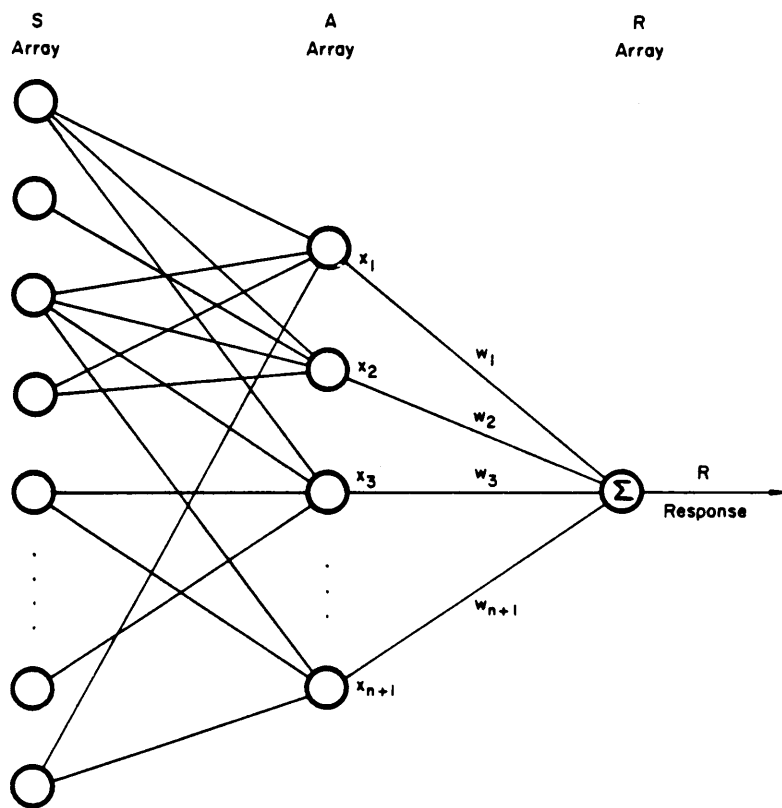 S Array
A Array
R Array
x1
x2
x3
xn+1
w1
w2
w3
wn+1
Σ
R
Response